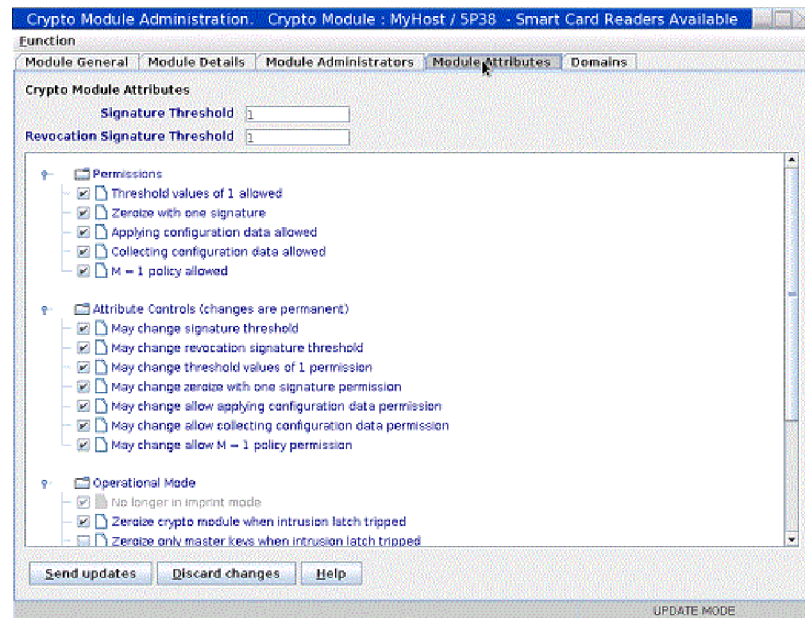 Crypto Module Administration. Crypto Module : MyHost / 5P38 - Smart Card Readers Available
Function
Module General Module Details Module Administrators Module Attributes Domains
Crypto Module Attributes
Signature Threshold 1
Revocation Signature Threshold 1
Permissions
Threshold values of 1 allowed
Zeroize with one signature
Applying configuration data allowed
Collecting configuration data allowed
M - 1 policy allowed
Attribute Controls (changes are permanent)
May change signature threshold
May change revocation signature threshold
May change threshold values of 1 permission
May change zeroize with one signature permission
May change allow applying configuration data permission
May change allow collecting configuration data permission
May change allow M - 1 policy permission
Operational Mode
No longer in imprint mode
Zeroize crypto module when intrusion latch tripped
Zeroize only master keys when intrusion latch tripped
Send updates Discard changes Help
UPDATE MODE